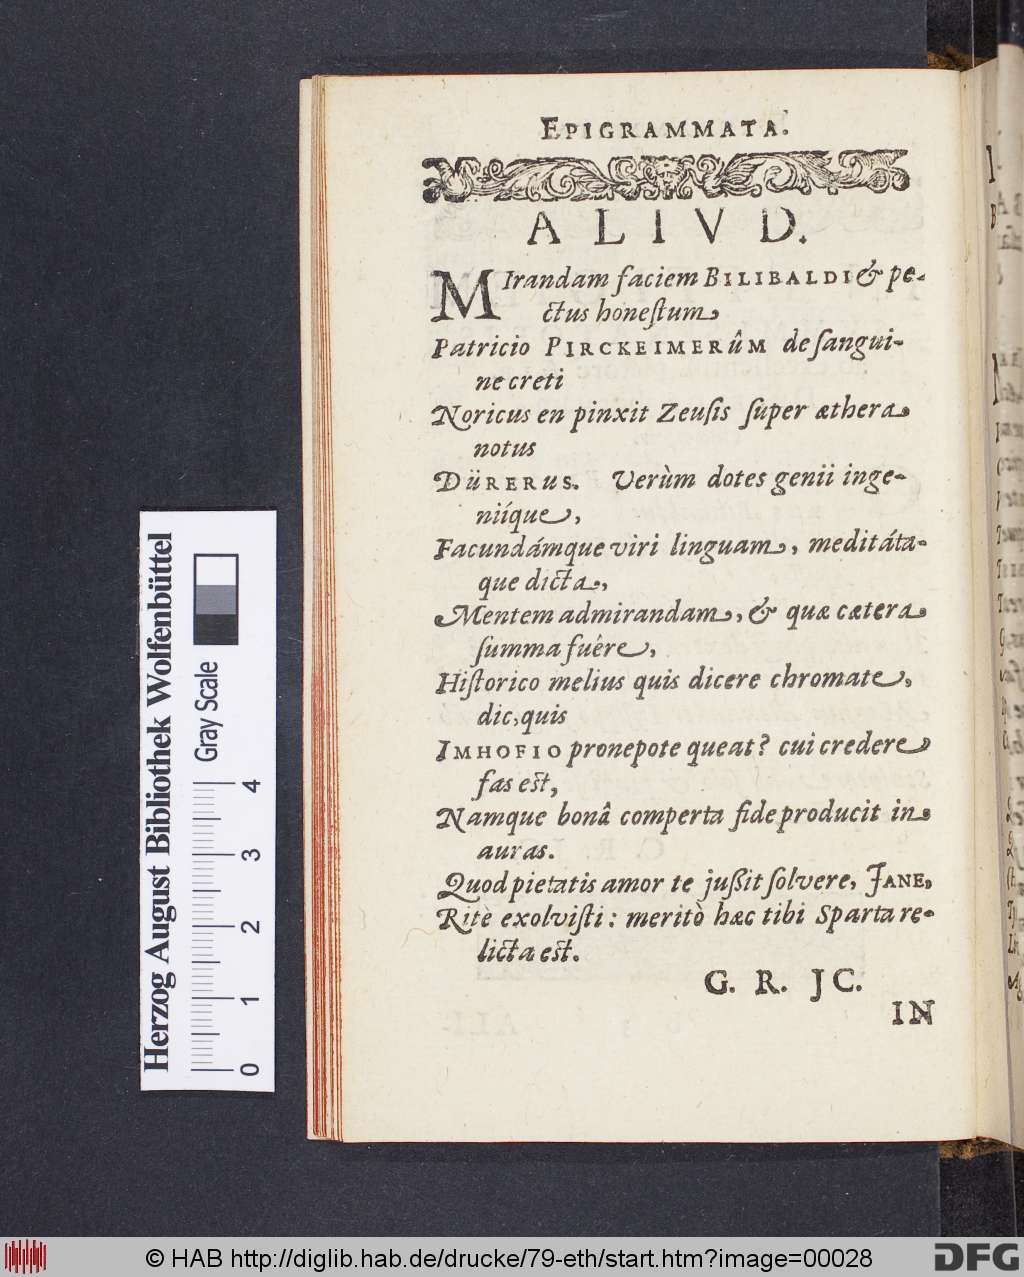 EPIGRAMMATA.
ALIVD.
MIrandam faciem BILIBALDI & pe-
ctus honeſtum,
Patricio PIRCKEIMERÛM de ſangui-
ne creti
Noricus en pinxit Zeuſis ſuper æthera
notus
DÜRERUS. Verùm dotes genii inge-
niíque,
Facundámque viri linguam, meditáta-
que dicta,
Mentem admirandam, & quæ cætera
ſumma fuêre,
Hiſtorico melius quis dicere chromate,
dic, quis
IMHOFIO pronepote queat? cui credere
fas eſt,
Namque bonâ comperta fide producit in
auras.
Quod pietatis amor te jußit ſolvere, JANE,
Ritè exolviſti: meritò hæc tibi Sparta re-
licta eſt.
G. R. JC.
IN
Herzog August Bibliothek Wolfenbüttel
Gray Scale
0 1 2 3 4
© HAB http://diglib.hab.de/drucke/79-eth/start.htm?image=00028
DFG